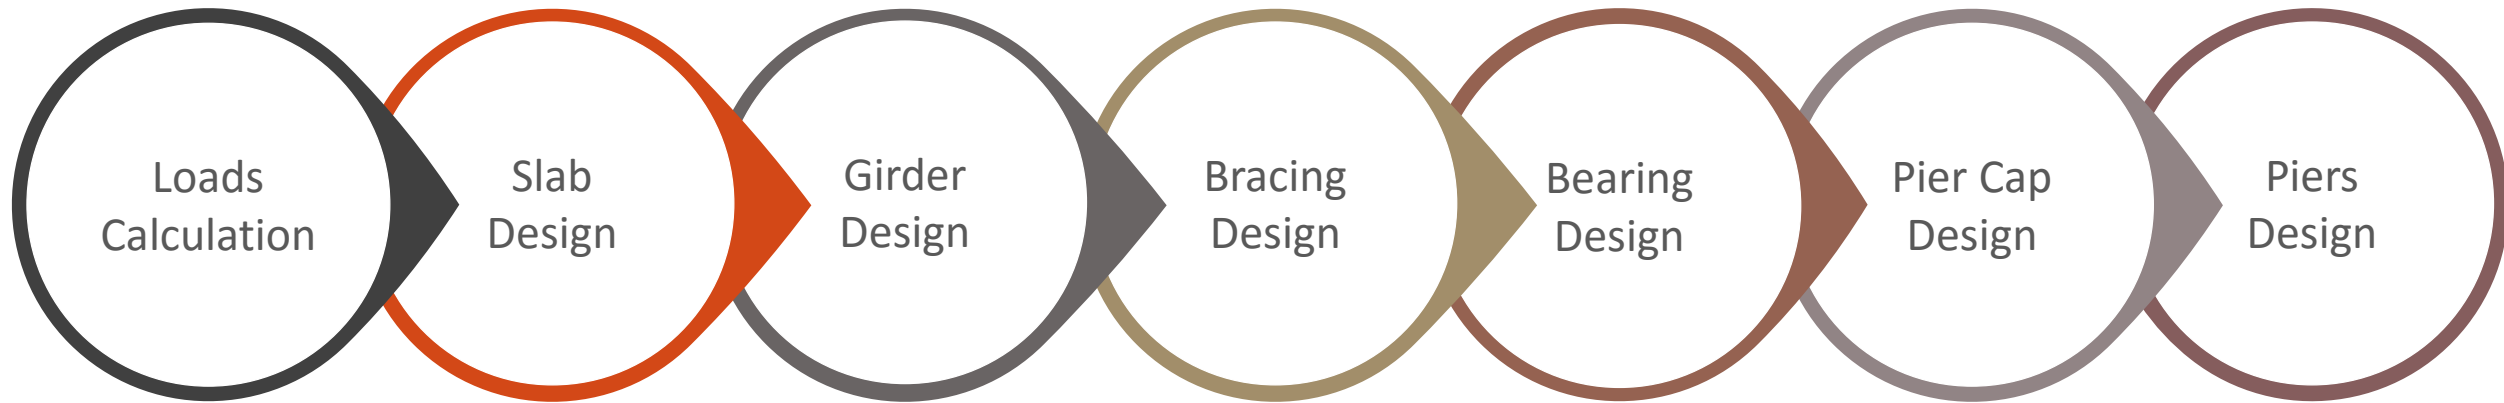 Loads
Calculation
Slab
Design
Girder
Design
Bracing
Design
Bearing
Design
Pier Cap
Design
Piers
Design